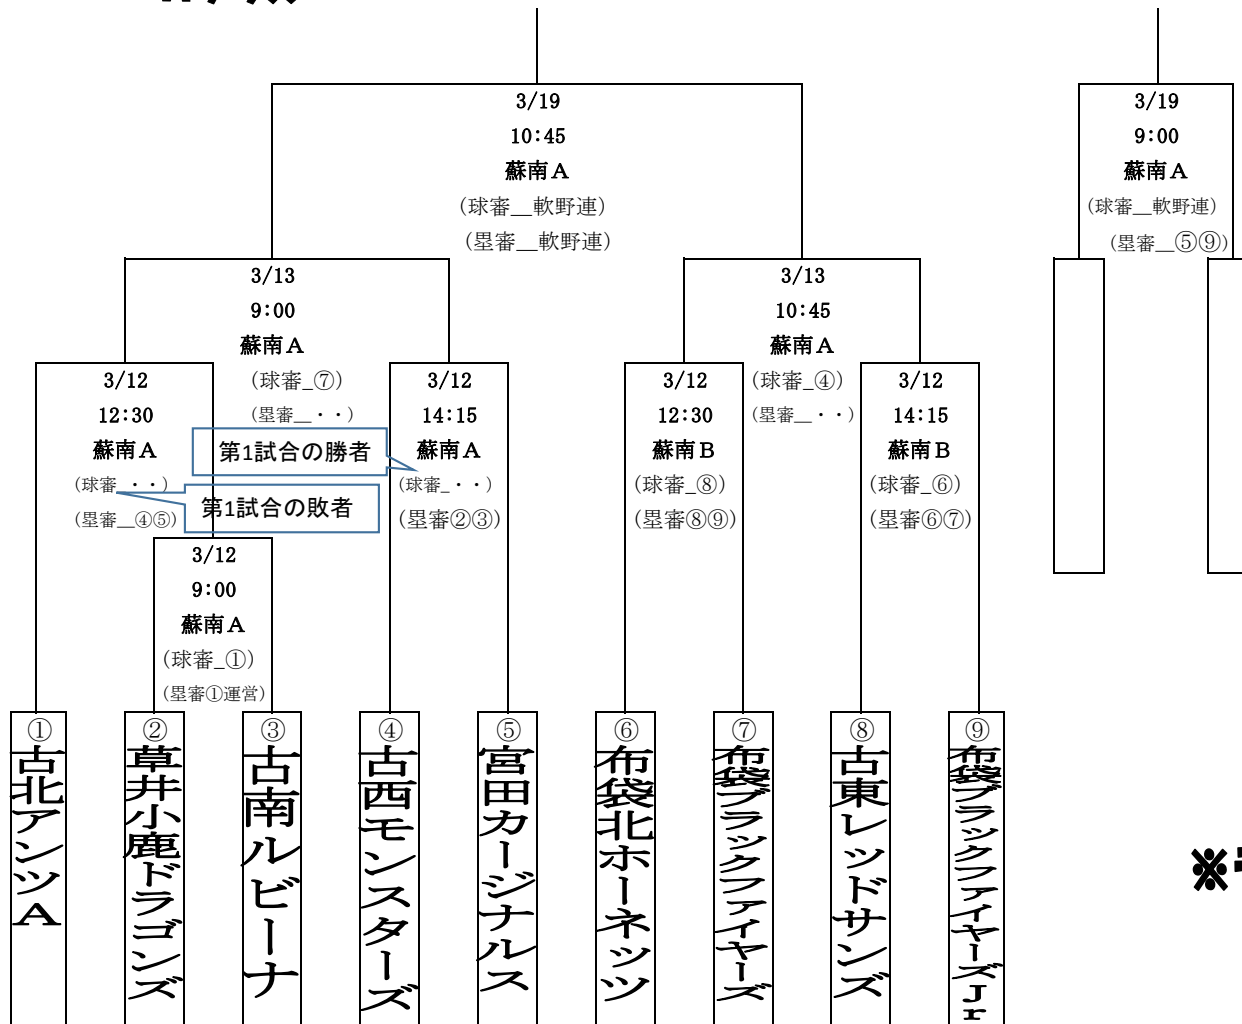 3/19
10:45
蘇南A
(球審__軟野連)
(塁審__軟野連)
3/19
9:00
蘇南A
(球審__軟野連)
(塁審__⑤⑨)
3/13
9:00
蘇南A
(球審_⑦)
(塁審__・・)
3/13
10:45
蘇南A
(球審_④)
(塁審__・・)
3/12
12:30
蘇南A
(球審_・・)
(塁審__④⑤)
3/12
14:15
蘇南A
(球審_・・)
(塁審②③)
3/12
12:30
蘇南B
(球審_⑧)
(塁審⑧⑨)
3/12
14:15
蘇南B
(球審_⑥)
(塁審⑥⑦)
第1試合の勝者
第1試合の敗者
3/12
9:00
蘇南A
(球審_①)
(塁審①運営)
①
古北アンツA
②
草井小鹿ドラゴンズ
③
古南ルビーナ
④
古西モンスターズ
⑤
宮田カージナルス
⑥
布袋北ホーネッツ
⑦
布袋ブラックファイヤーズ
⑧
古東レッドサンズ
⑨
布袋ブラックファイヤーズJr
※